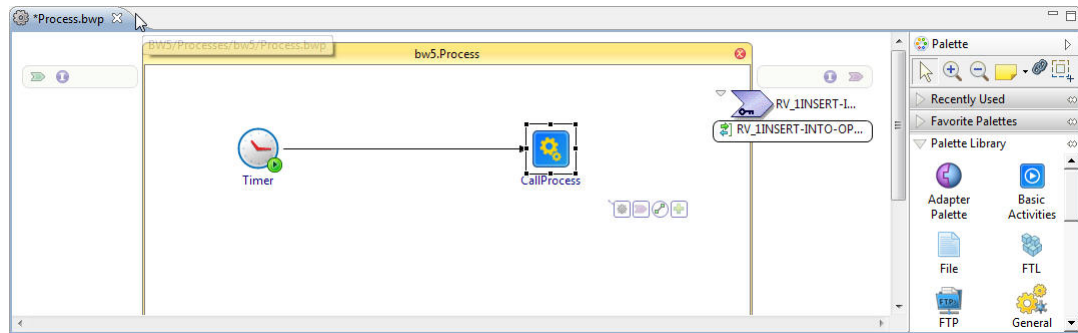 *Process.bwp
BW5/Processes/bw5/Process.bwp
bw5.Process
RV_1INSERT-I...
RV_1INSERT-INTO-OP...
Timer
CallProcess
Palette
Recently Used
Favorite Palettes
Palette Library
Adapter
Palette
Basic
Activities
File
FTL
FTP
FTP
General